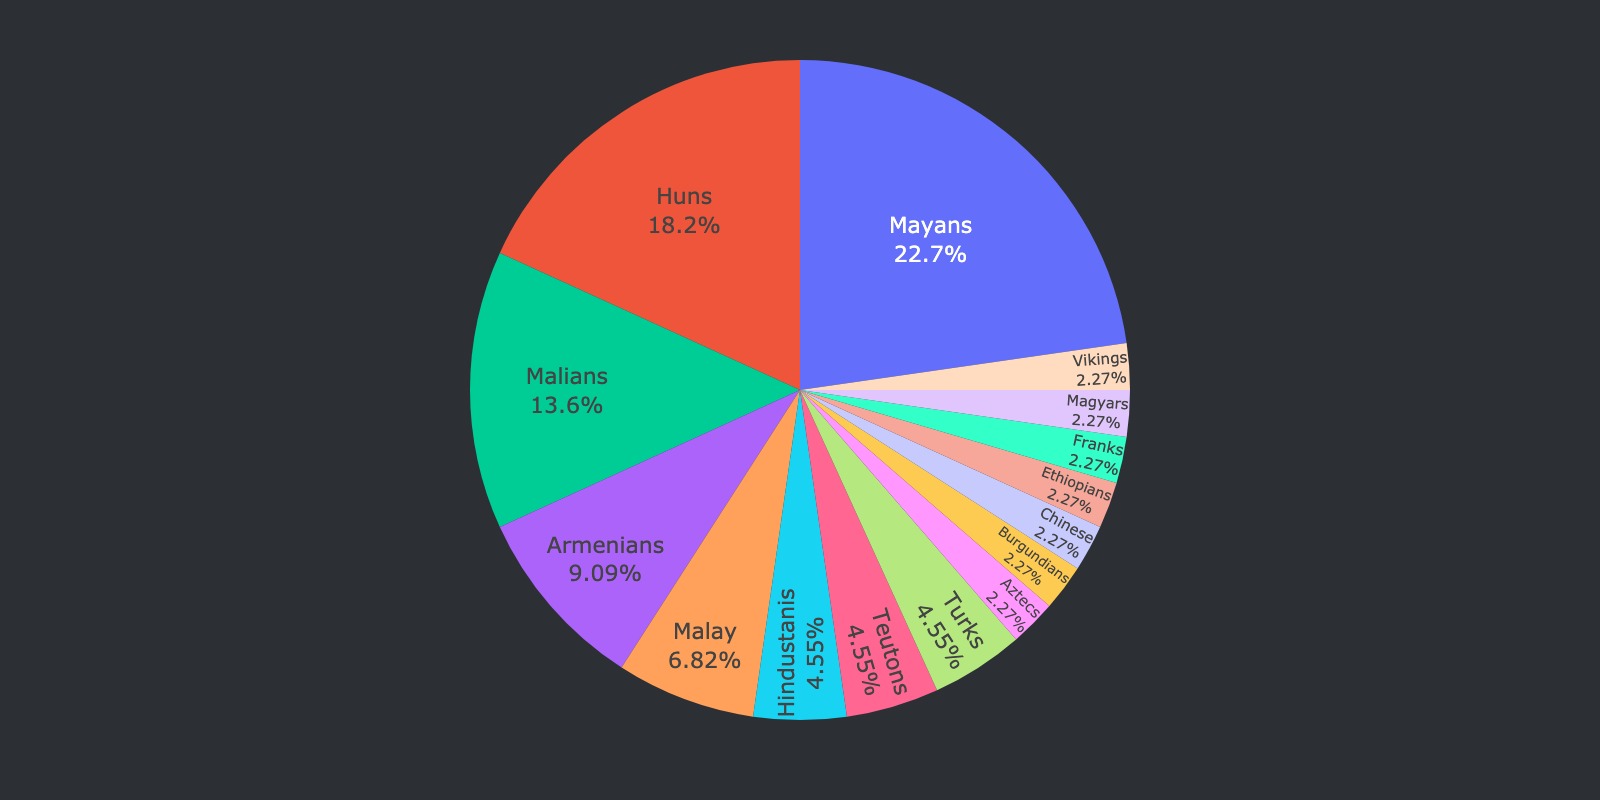 Huns
18.2%
Mayans
22.7%
Malians
13.6%
Armenians
9.09%
Malay
6.82%
Hindustanis
4.55%
Teutons
4.55%
Turks
4.55%
Aztecs
2.27%
Burgundians
2.27%
Chinese
2.27%
Ethiopians
2.27%
Franks
2.27%
Magyars
2.27%
Vikings
2.27%